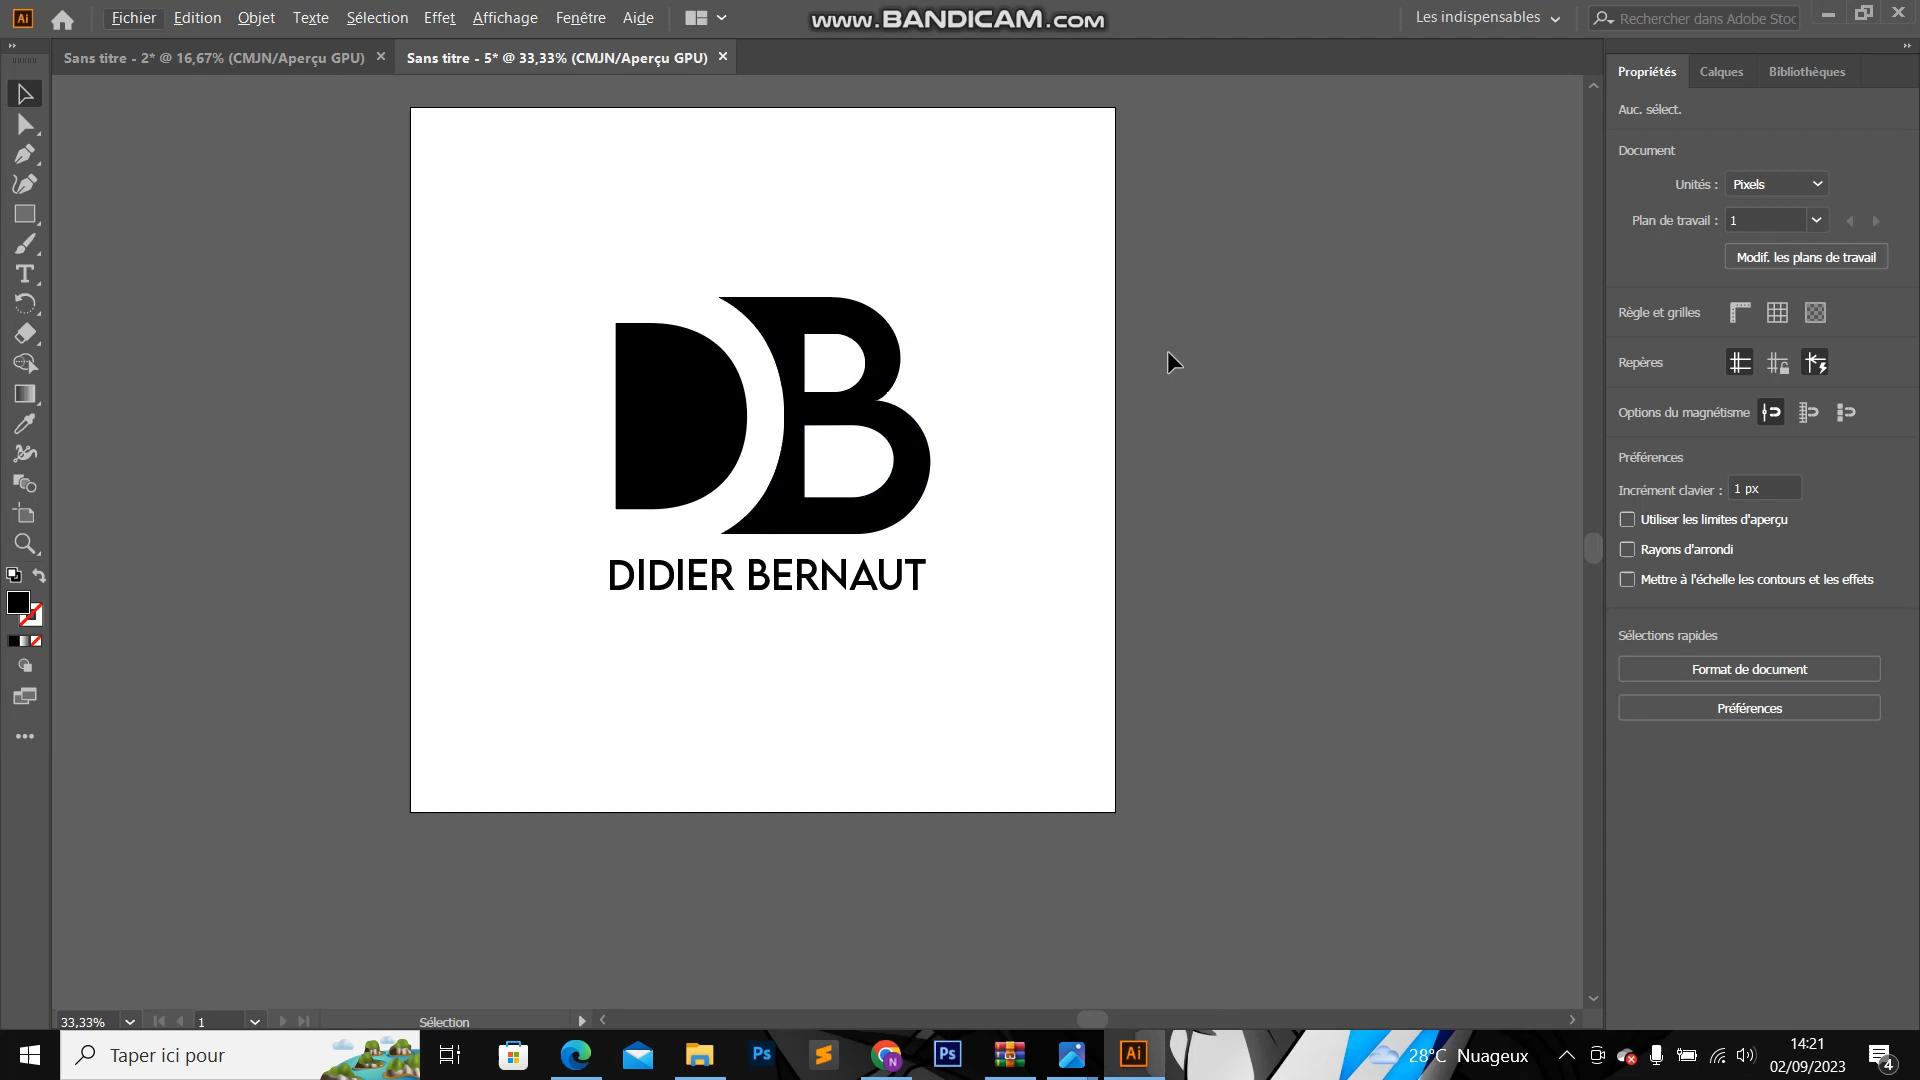 Ai Fichier Edition Objet Texte Sélection Effet Affichage Fenêtre Aide www.BANDICAM.com Les indispensables Rechercher dans Adobe Stoc
Sans titre - 2* @ 16,67% (CMJN/Aperçu GPU) × Sans titre - 5* @ 33,33% (CMJN/Aperçu GPU) ×
Propriétés Calques Bibliothèques
Auc. sélect.
Document
Unités : Pixels
Plan de travail : 1
Modif. les plans de travail
Règle et grilles
Repères
Options du magnétisme
Préférences
Incrément clavier : 1 px
Utiliser les limites d'aperçu
Rayons d'arrondi
Mettre à l'échelle les contours et les effets
Sélections rapides
Format de document
Préférences
DB
DIDIER BERNAUT
33,33% 1 Sélection
Taper ici pour Ps Ps Ai 28°C Nuageux 14:21
02/09/2023 4